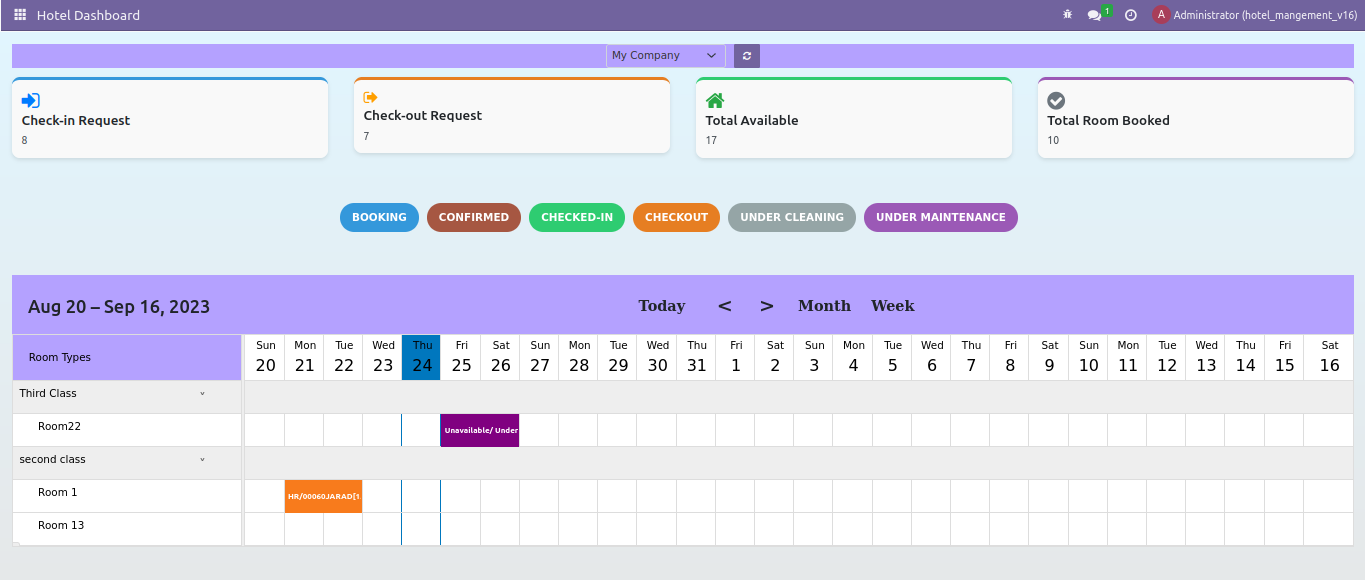 Hotel Dashboard 1 A Administrator (hotel_mangement_v16)
My Company
Check-in Request
8
Check-out Request
7
Total Available
17
Total Room Booked
10
BOOKING CONFIRMED CHECKED-IN CHECKOUT UNDER CLEANING UNDER MAINTENANCE
Aug 20 – Sep 16, 2023 Today < > Month Week
Room Types
Sun Mon Tue Wed Thu Fri Sat Sun Mon Tue Wed Thu Fri Sat Sun Mon Tue Wed Thu Fri Sat Sun Mon Tue Wed Thu Fri Sat
20 21 22 23 24 25 26 27 28 29 30 31 1 2 3 4 5 6 7 8 9 10 11 12 13 14 15 16
Third Class
Room22 Unavailable/ Under
second class
Room 1 HR/00060JARAD[1
Room 13